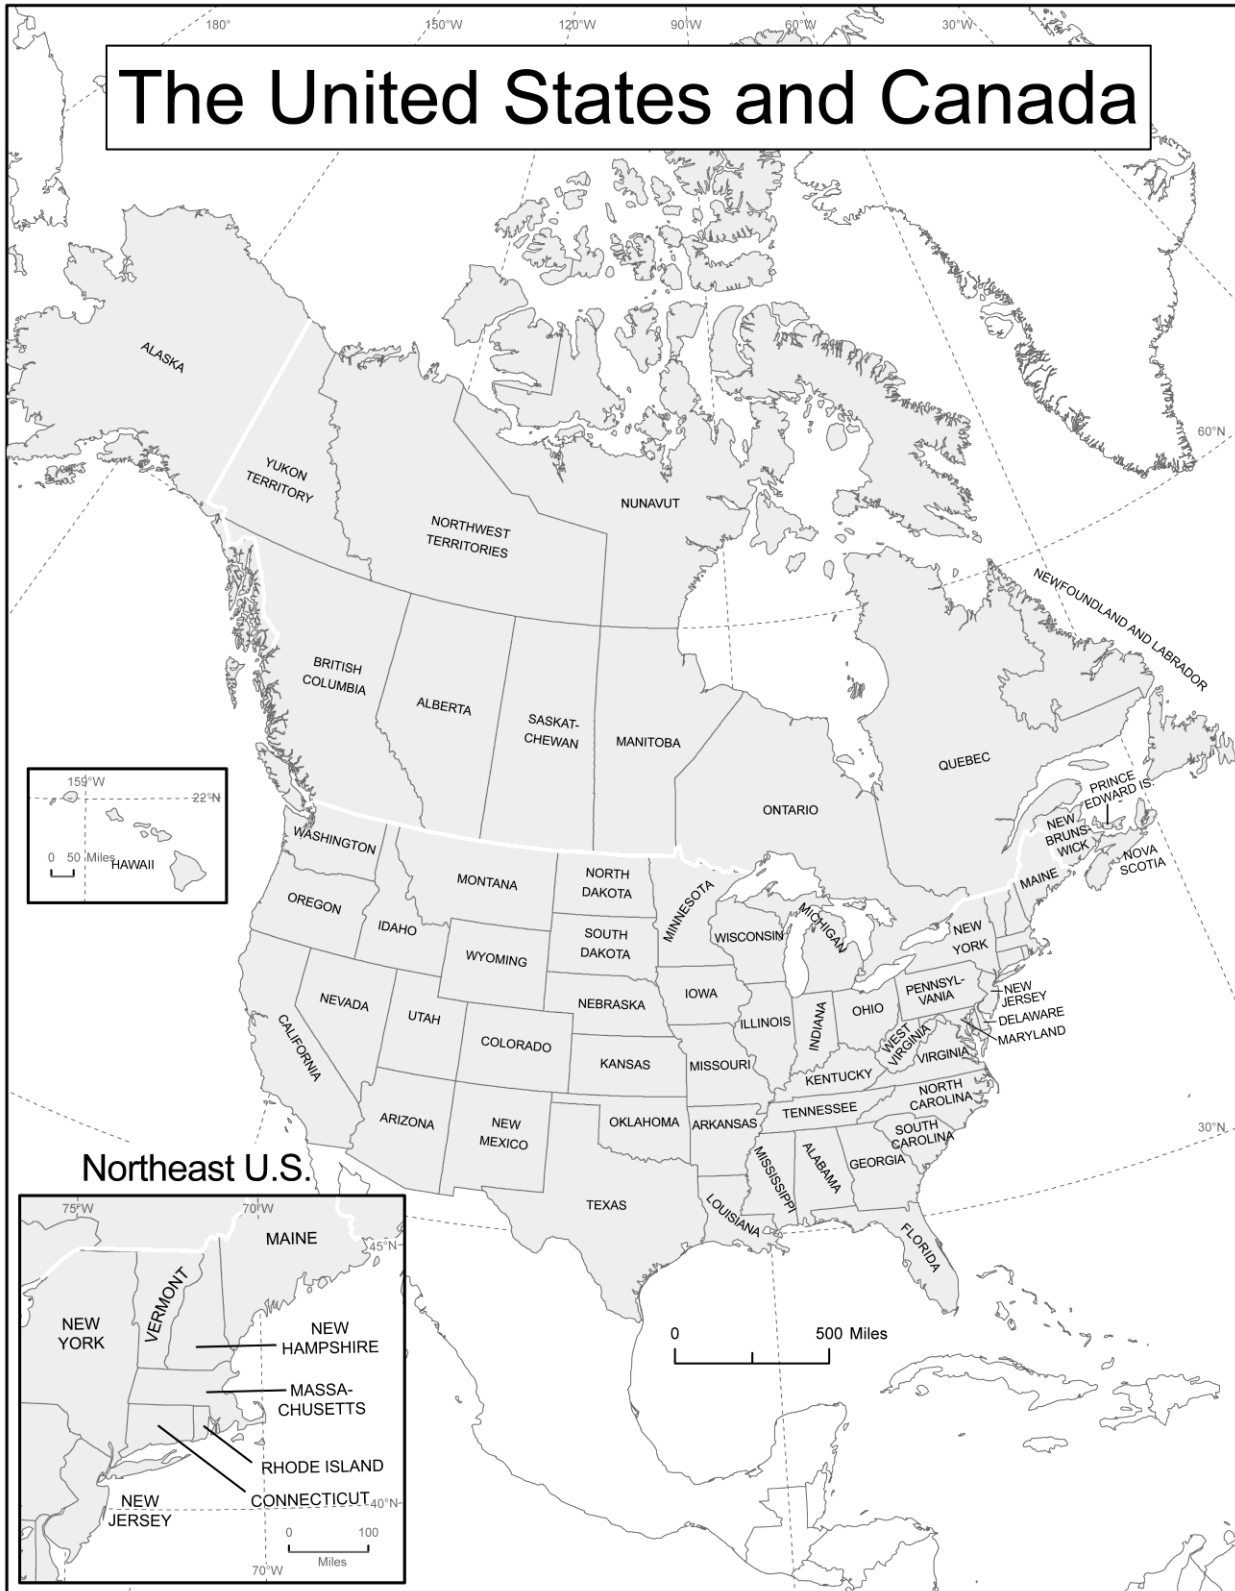 180°
150°W
120°W
90°W
60°W
30°W
The United States and Canada
ALASKA
60°N
YUKON
TERRITORY
NUNAVUT
NORTHWEST
TERRITORIES
NEWFOUNDLAND AND LABRADOR
BRITISH
COLUMBIA
ALBERTA
SASKAT-
CHEWAN
MANITOBA
QUEBEC
ONTARIO
PRINCE
EDWARD IS.
NEW
BRUNS-
WICK
NOVA
SCOTIA
MAINE
159°W
22°N
0 50 Miles
HAWAII
WASHINGTON
MONTANA
NORTH
DAKOTA
MINNESOTA
OREGON
IDAHO
WISCONSIN
MICHIGAN
SOUTH
DAKOTA
NEW
YORK
WYOMING
NEVADA
UTAH
NEBRASKA
IOWA
PENNSYL-
VANIA
NEW
JERSEY
ILLINOIS
INDIANA
OHIO
DELAWARE
MARYLAND
WEST
VIRGINIA
VIRGINIA
CALIFORNIA
COLORADO
KANSAS
MISSOURI
KENTUCKY
NORTH
CAROLINA
TENNESSEE
ARIZONA
NEW
MEXICO
OKLAHOMA
ARKANSAS
SOUTH
CAROLINA
30°N
MISSISSIPPI
ALABAMA
GEORGIA
TEXAS
LOUISIANA
FLORIDA
0 500 Miles
Northeast U.S.
75°W
70°W
MAINE
45°N
VERMONT
NEW
YORK
NEW
HAMPSHIRE
MASSA-
CHUSETTS
RHODE ISLAND
CONNECTICUT
40°N
NEW
JERSEY
0 100
Miles
70°W